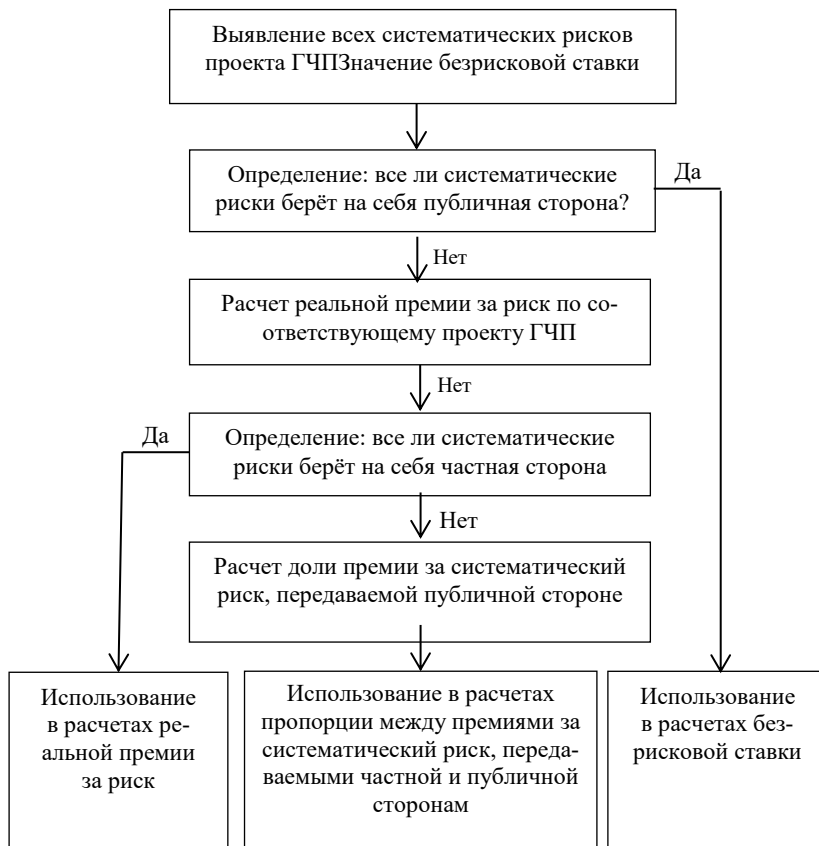 Выявление всех систематических рисков
проекта ГЧПЗначение безрисковой ставки
Определение: все ли систематические
риски берёт на себя публичная сторона?
Да
Нет
Расчет реальной премии за риск по со-
ответствующему проекту ГЧП
Нет
Да
Определение: все ли систематические
риски берёт на себя частная сторона
Нет
Расчет доли премии за систематический
риск, передаваемой публичной стороне
Использование
в расчетах ре-
альной премии
за риск
Использование в расчетах
пропорции между премиями за
систематический риск, переда-
ваемыми частной и публичной
сторонам
Использование
в расчетах без-
рисковой ставки